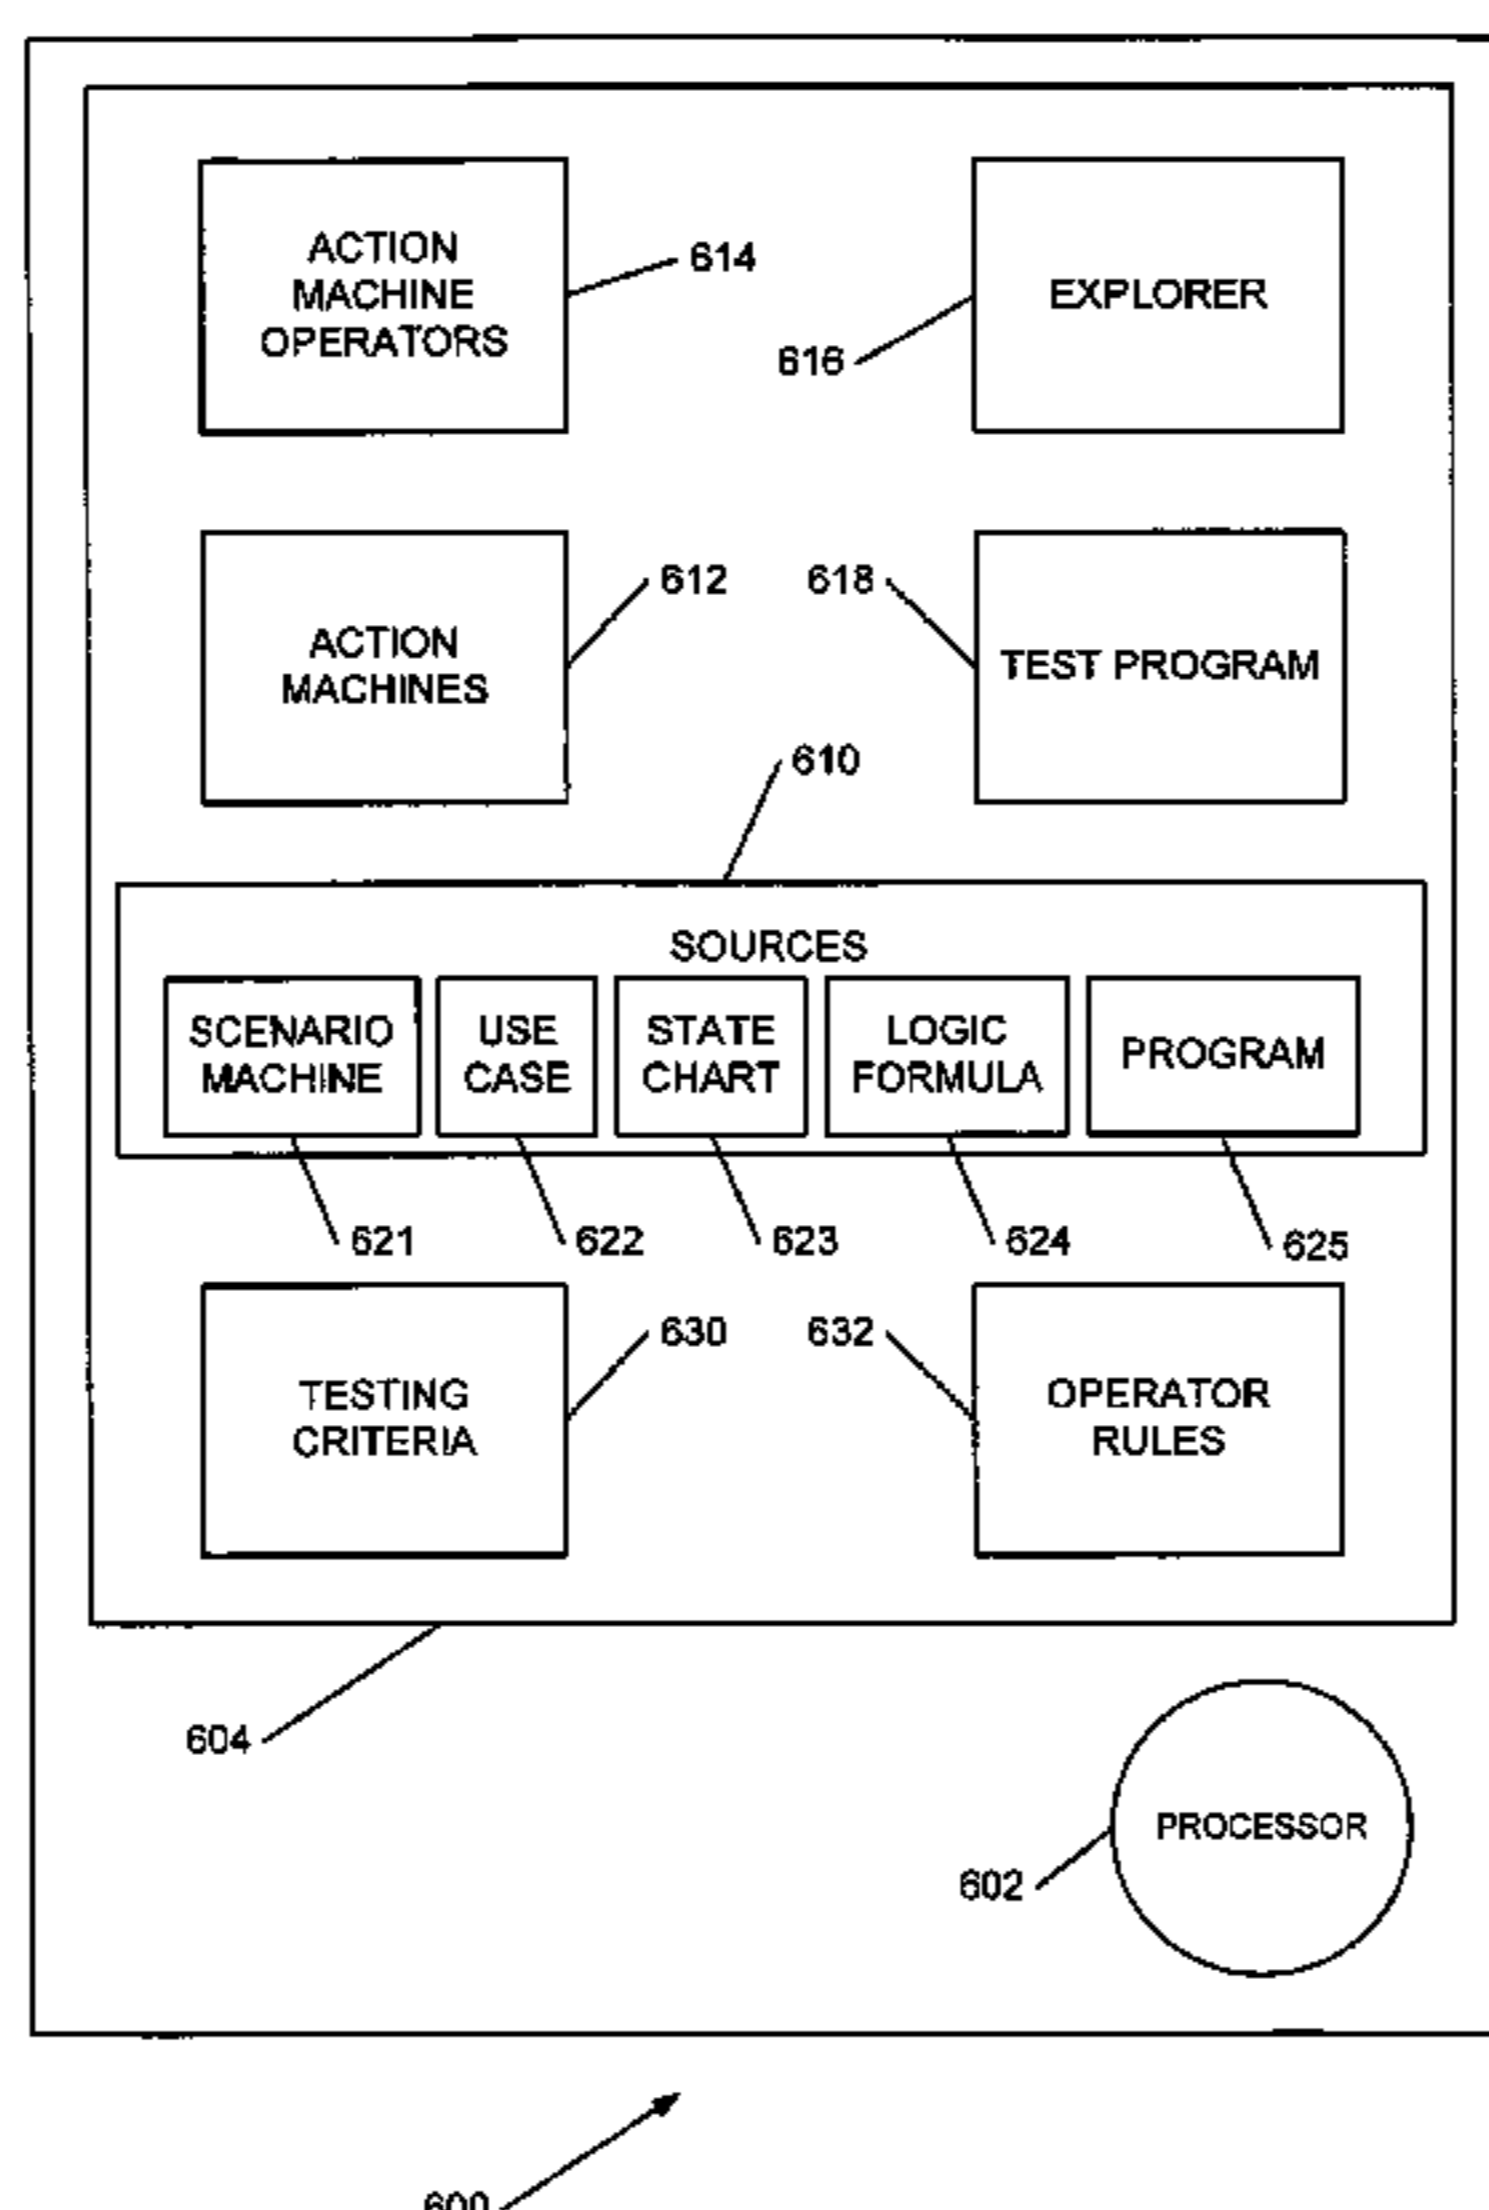 ACTION
MACHINE
OPERATORS
614
616
EXPLORER
ACTION
MACHINES
612
618
TEST PROGRAM
610
SOURCES
SCENARIO
MACHINE
USE
CASE
STATE
CHART
LOGIC
FORMULA
PROGRAM
621
622
623
624
625
TESTING
CRITERIA
630
632
OPERATOR
RULES
604
PROCESSOR
602
600